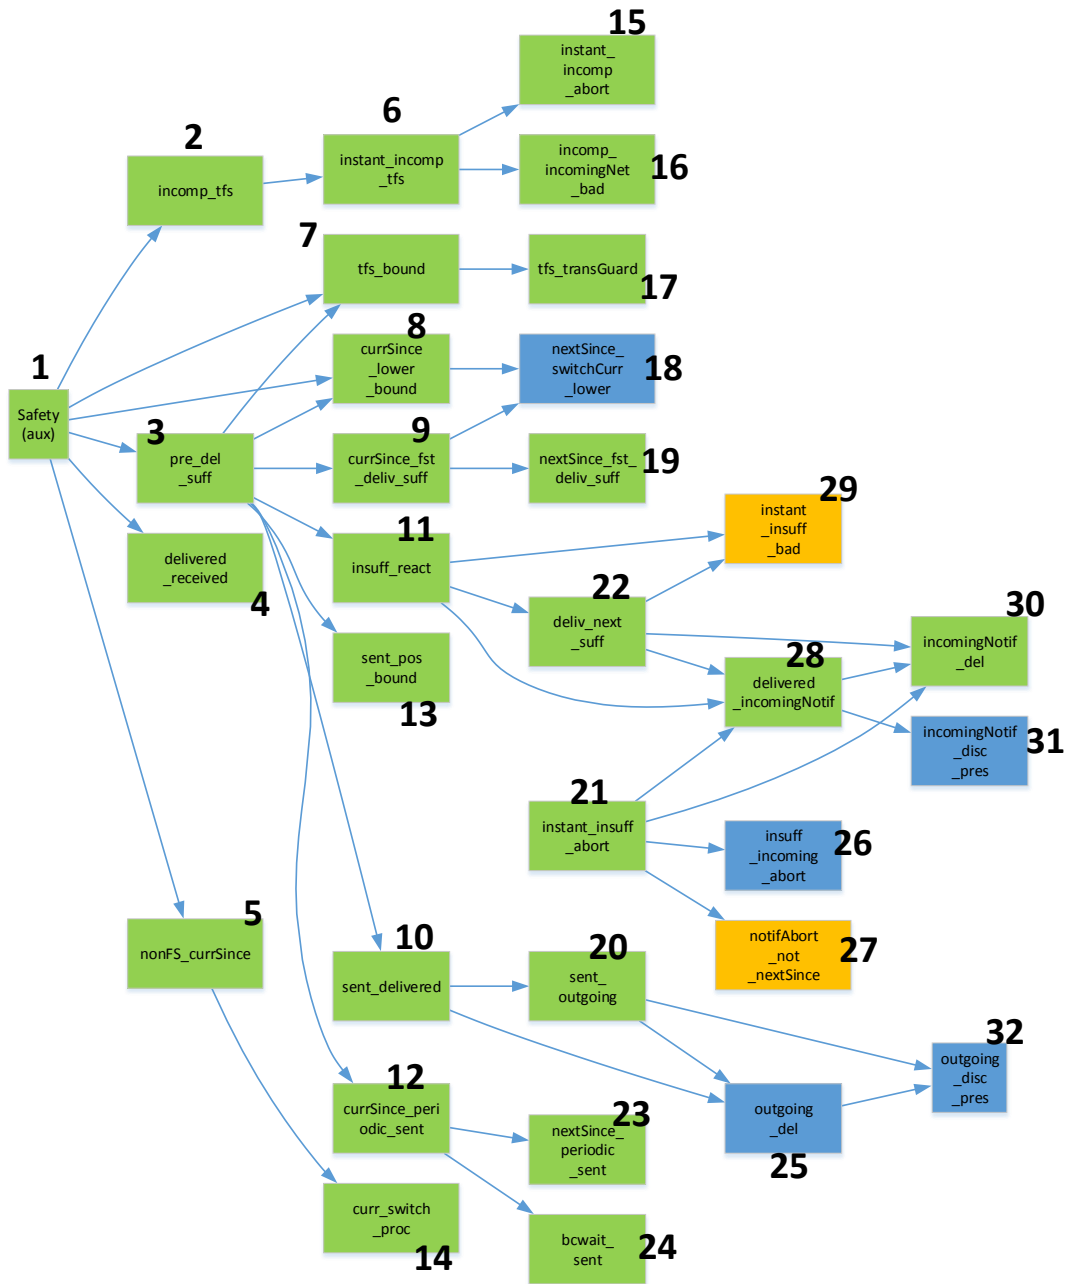 15
instant_
incomp
_abort
6
instant_incomp
_tfs
2
incomp_tfs
incomp_
incomingNet
_bad
16
7
tfs_bound
tfs_transGuard
17
8
currSince
_lower
_bound
nextSince_
switchCurr
_lower
18
1
Safety
(aux)
3
pre_del
_suff
9
currSince_fst
_deliv_suff
nextSince_fst_
deliv_suff
19
29
instant
_insuff
_bad
11
insuff_react
delivered
_received
4
22
deliv_next
_suff
30
incomingNotif
_del
sent_pos
_bound
13
28
delivered
_incomingNotif
incomingNotif
_disc
_pres
31
21
instant_insuff
_abort
insuff
_incoming
_abort
26
5
nonFS_currSince
notifAbort
_not
_nextSince
27
10
sent_delivered
20
sent_
outgoing
32
outgoing
_disc
_pres
12
currSince_peri
odic_sent
outgoing
_del
25
23
nextSince_
periodic
_sent
curr_switch
_proc
14
bcwait_
sent
24